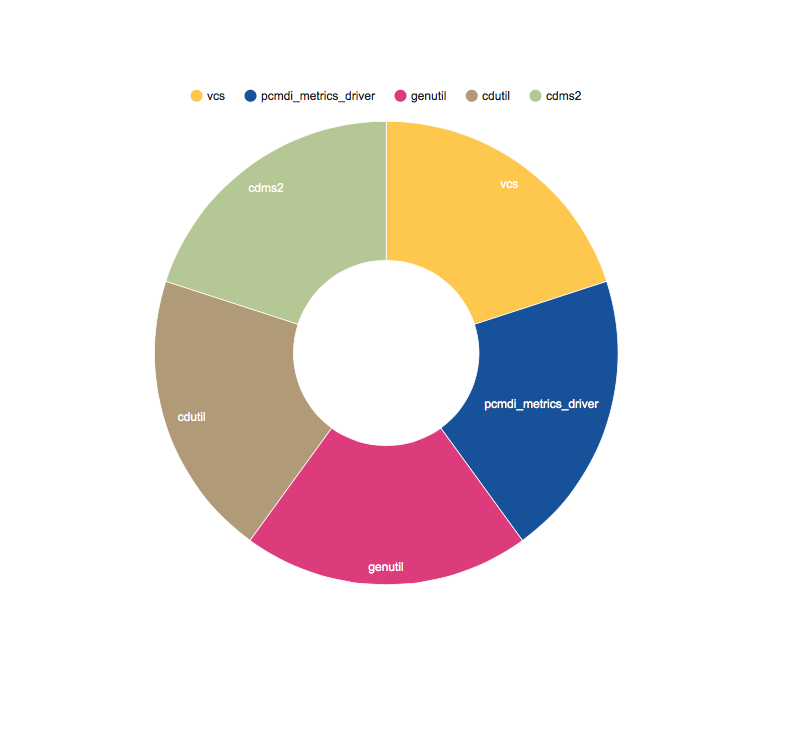 vcs pcmdi_metrics_driver genutil cdutil cdms2
cdms2
vcs
pcmdi_metrics_driver
cdutil
genutil